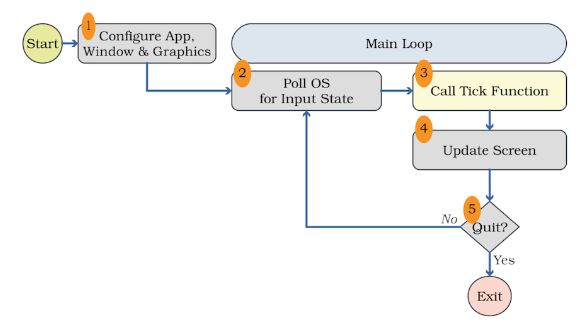 1
Start
Configure App,
Window & Graphics
Main Loop
2
Poll OS
for Input State
3
Call Tick Function
4
Update Screen
5
Quit?
No
Yes
Exit